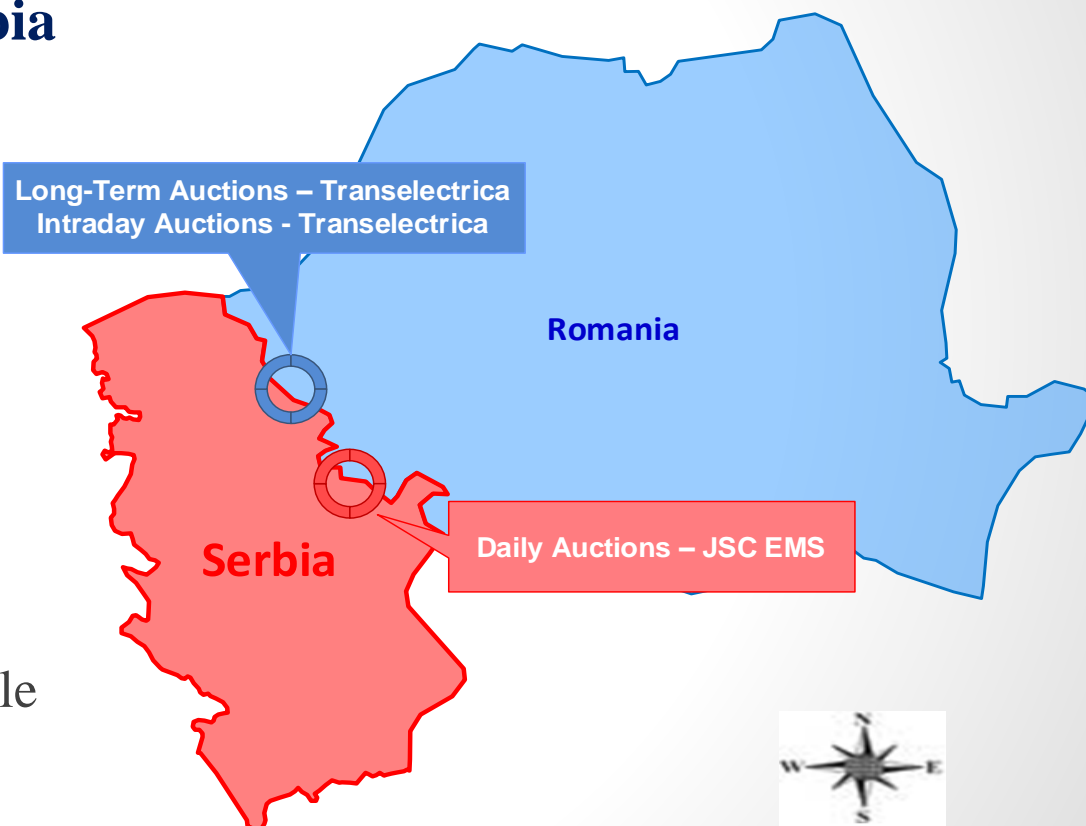 bia
Long-Term Auctions – Transelectrica
Intraday Auctions - Transelectrica
Romania
Daily Auctions – JSC EMS
Serbia
le
N
W E
S